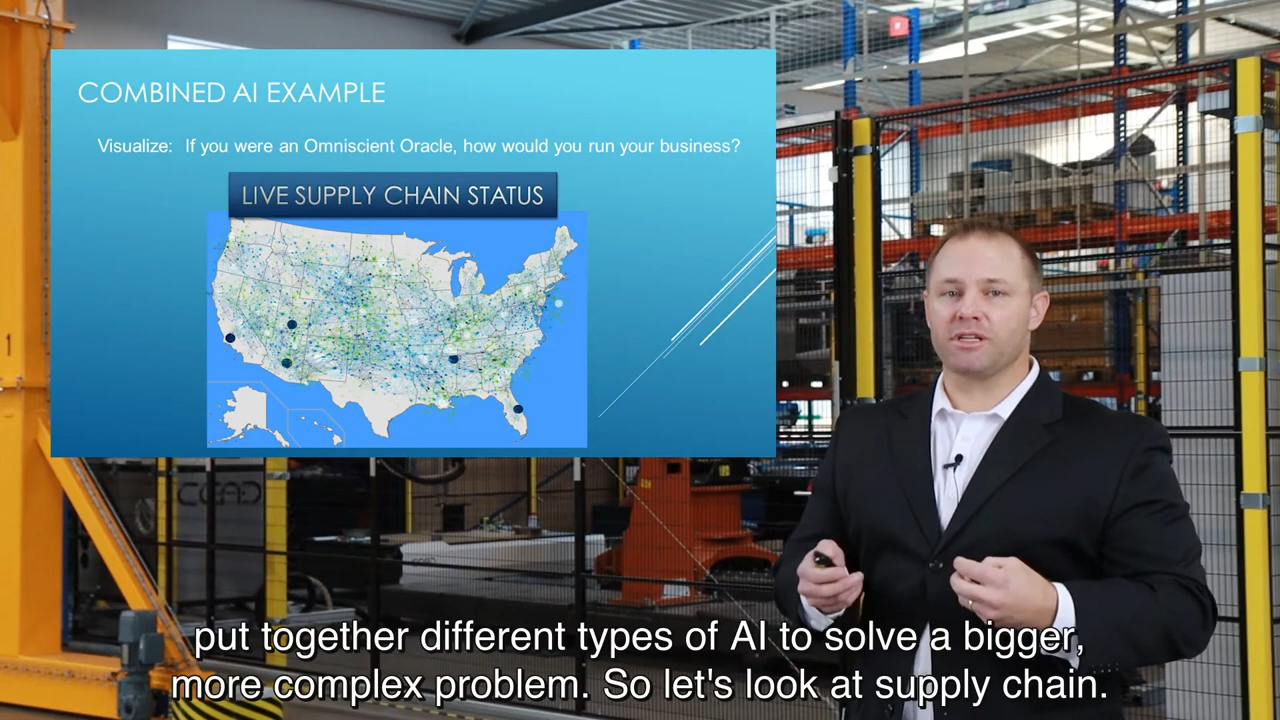 COMBINED AI EXAMPLE
Visualize: If you were an Omniscient Oracle, how would you run your business?
LIVE SUPPLY CHAIN STATUS
put together different types of AI to solve a bigger,
more complex problem. So let's look at supply chain.